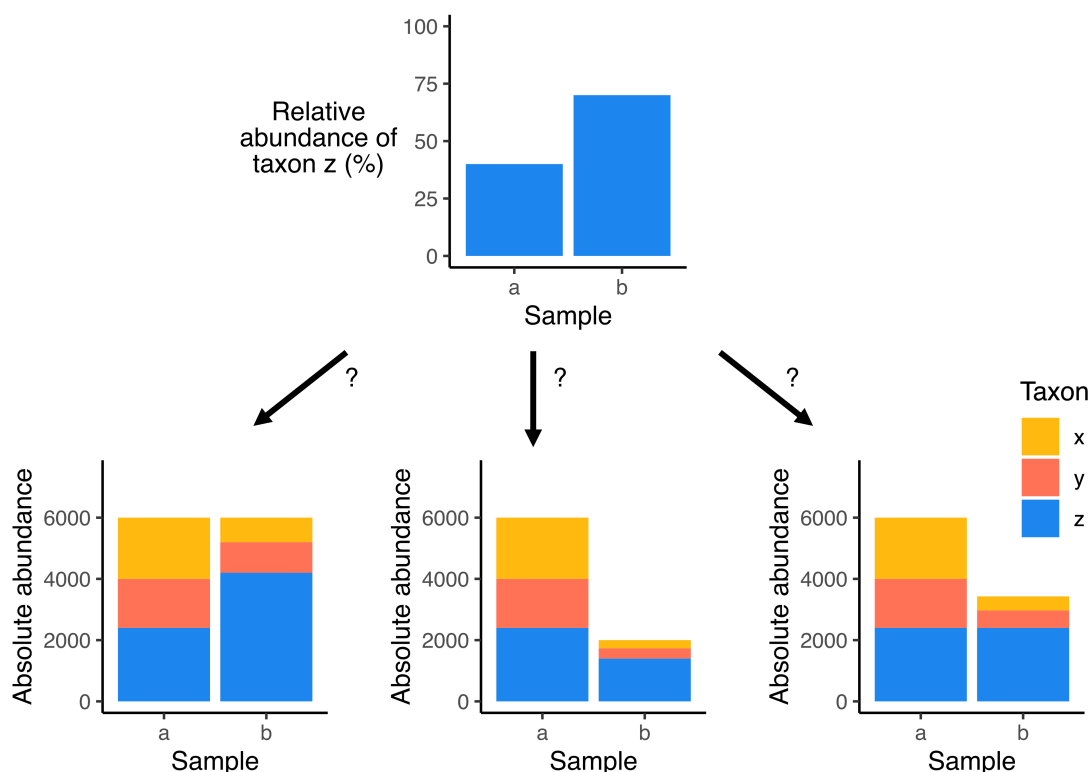 100
75
50
25
0
Relative
abundance of
taxon z (%)
a b
Sample
? ? ?
Taxon
x
y
z
Absolute abundance
6000
4000
2000
0
a b
Sample
Absolute abundance
6000
4000
2000
0
a b
Sample
Absolute abundance
6000
4000
2000
0
a b
Sample